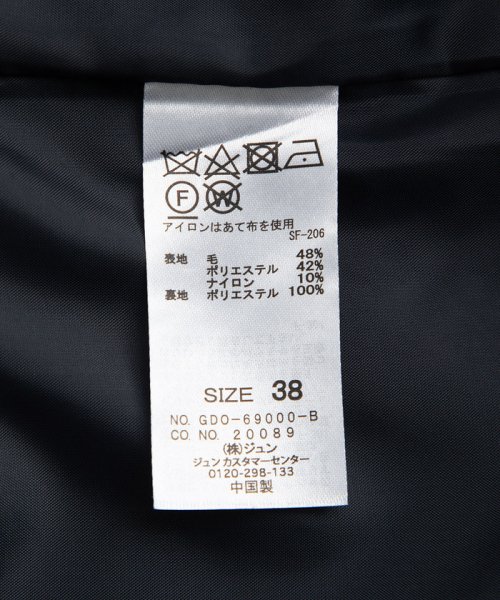 F W
アイロンはあて布を使用
SF-206
表地 毛 48%
ポリエステル 42%
ナイロン 10%
裏地 ポリエステル 100%
SIZE 38
NO. GDO-69000-B
CO. NO. 20089
(株)ジュン
ジュンカスタマーセンター
0120-298-133
中国製